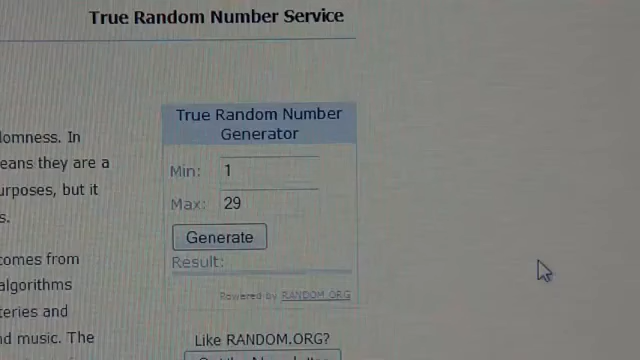 True Random Number Service
True Random Number
Generator
Min: 1
Max: 29
Generate
Result:
Powered by RANDOM.ORG
Like RANDOM.ORG?
domness. In
eans they are a
urposes, but it
s.
comes from
algorithms
teries and
nd music. The